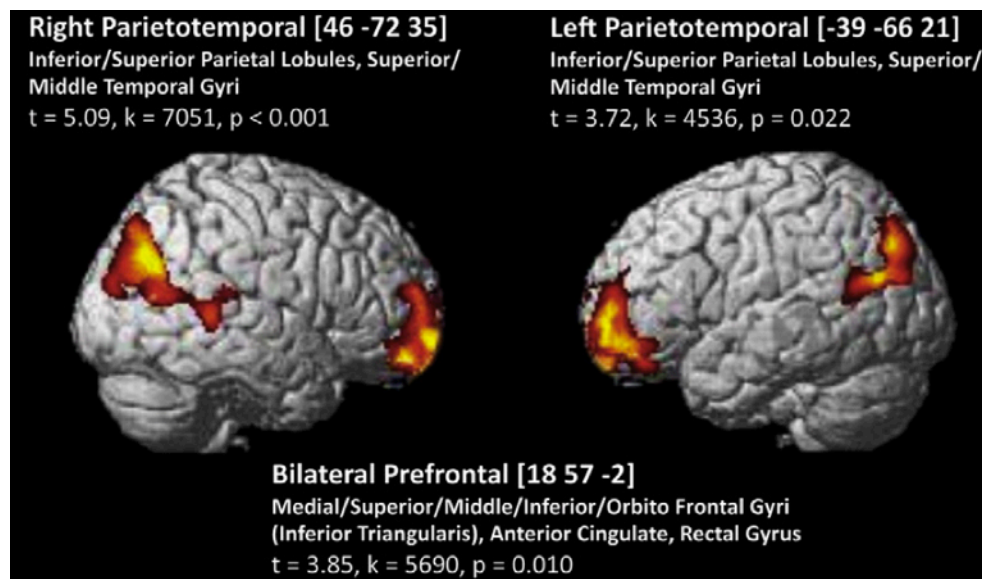 Right Parietotemporal [46 -72 35]
Inferior/Superior Parietal Lobules, Superior/
Middle Temporal Gyri
t = 5.09, k = 7051, p < 0.001
Left Parietotemporal [-39 -66 21]
Inferior/Superior Parietal Lobules, Superior/
Middle Temporal Gyri
t = 3.72, k = 4536, p = 0.022
Bilateral Prefrontal [18 57 -2]
Medial/Superior/Middle/Inferior/Orbito Frontal Gyri
(Inferior Triangularis), Anterior Cingulate, Rectal Gyrus
t = 3.85, k = 5690, p = 0.010